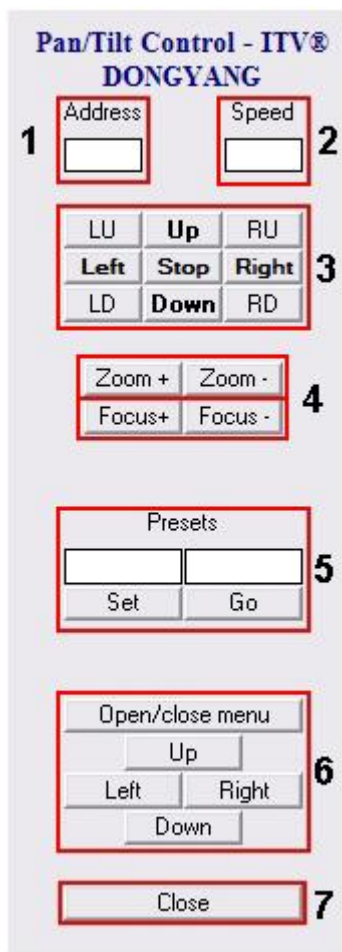 Pan/Tilt Control - ITV®
DONGYANG
1 Address Speed 2
LU Up RU
Left Stop Right 3
LD Down RD
Zoom + Zoom - 4
Focus+ Focus -
Presets
5
Set Go
Open/close menu
Up
6
Left Right
Down
Close 7